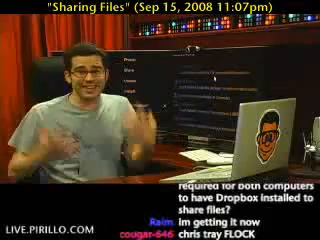 "Sharing Files" (Sep 15, 2008 11:07pm)
required for both computers
to have Dropbox installed to
share files?
Raim im getting it now
cougar-646 chris tray FLOCK
LIVE.PIRILLO.COM